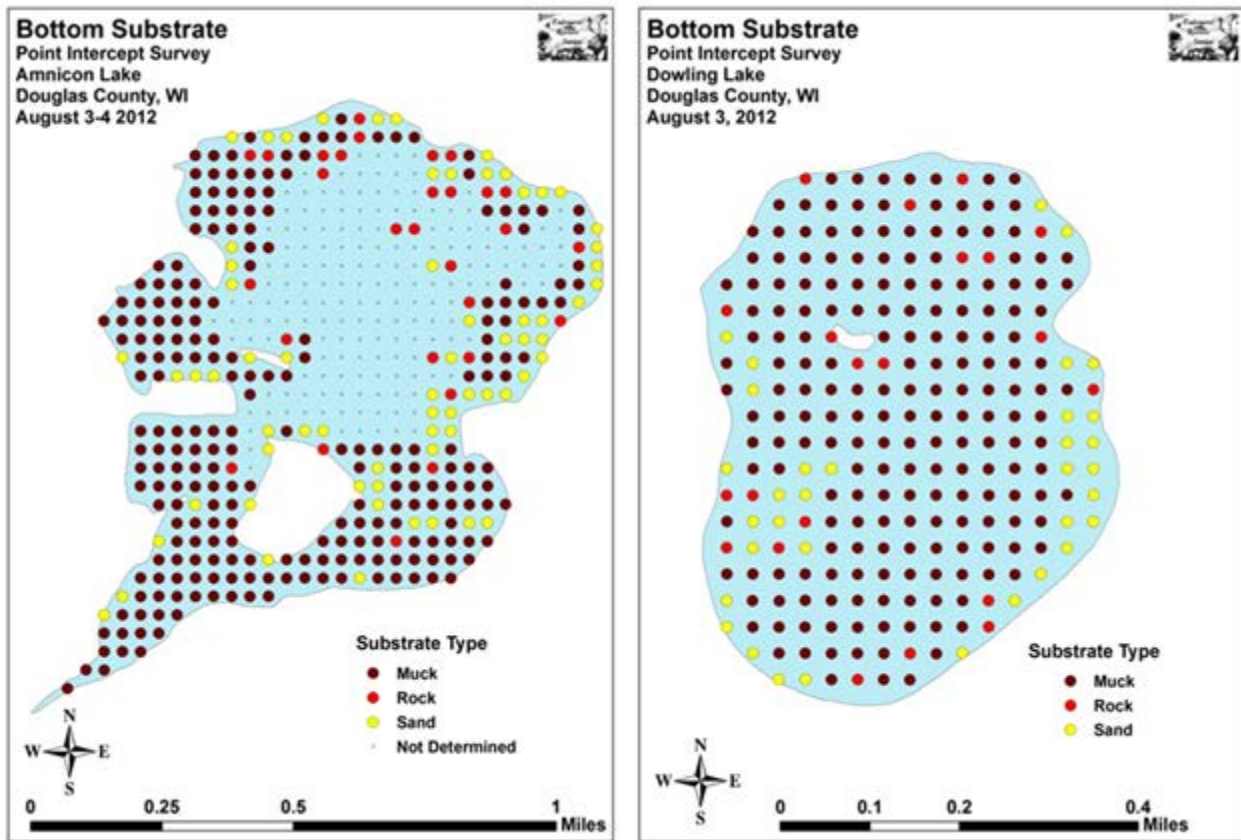 Bottom Substrate
Point Intercept Survey
Amnicon Lake
Douglas County, WI
August 3-4 2012
Substrate Type
Muck
Rock
Sand
Not Determined
N
W E
S
0 0.25 0.5 1
Miles
Bottom Substrate
Point Intercept Survey
Dowling Lake
Douglas County, WI
August 3, 2012
Substrate Type
Muck
Rock
Sand
N
W E
S
0 0.1 0.2 0.4
Miles